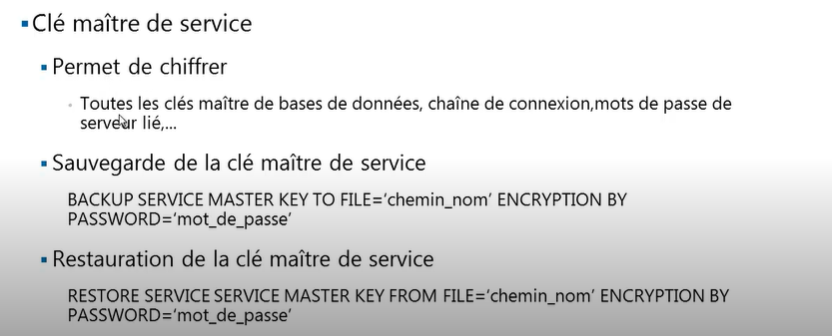 Clé maître de service
Permet de chiffrer
Toutes les clés maître de bases de données, chaîne de connexion,mots de passe de
serveur lié,...
Sauvegarde de la clé maître de service
BACKUP SERVICE MASTER KEY TO FILE='chemin_nom' ENCRYPTION BY
PASSWORD='mot_de_passe'
Restauration de la clé maître de service
RESTORE SERVICE SERVICE MASTER KEY FROM FILE='chemin_nom' ENCRYPTION BY
PASSWORD='mot_de_passe'